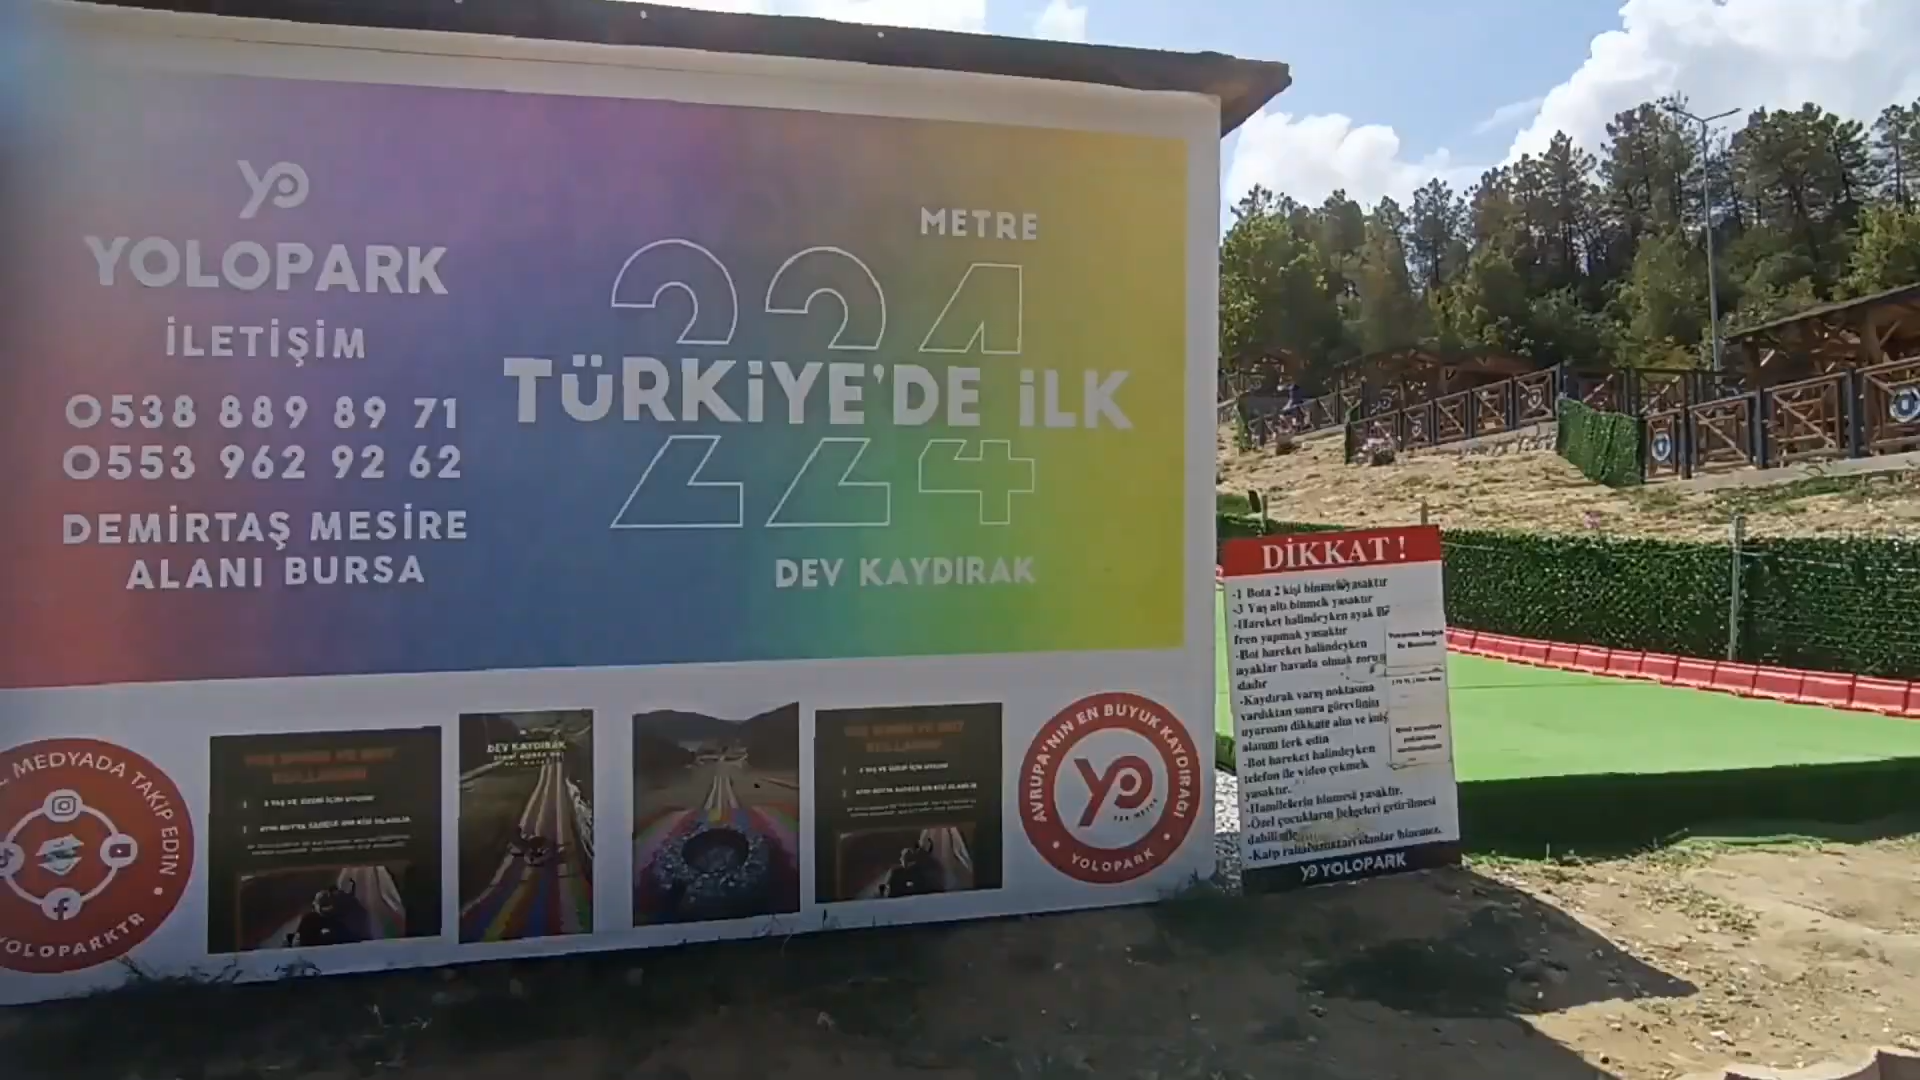 YOLOPARK
İLETİŞİM
0538 889 89 71
0553 962 92 62
DEMİRTAŞ MESİRE
ALANI BURSA
METRE
224
TÜRKİYE'DE İLK
DEV KAYDIRAK
MEDYADA TAKİP EDİN
YOLOPARKTR
DEV KAYDIRAK
AVRUPA'NIN EN BÜYÜK KAYDIRAĞI
YOLOPARK
DİKKAT !
-1 Bota 2 kişi binmek yasaktır
-3 Yaş altı binmek yasaktır
-Hareket halindeyken ayak ile
fren yapmak yasaktır
-Bot hareket halindeyken
ayaklar havada olmak zorun
dadır
-Kaydırak varış noktasına
vardıktan sonra görevlinin
uyarısını dikkate alın ve iniş
alanını terk edin
-Bot hareket halindeyken
telefon ile video çekmek
yasaktır.
-Hamilelerin binmesi yasaktır.
-Özel çocukların belgeleri getirilmesi
dahilinde
-Kalp rahatsızlıkları olanlar binemez.
YOLOPARK